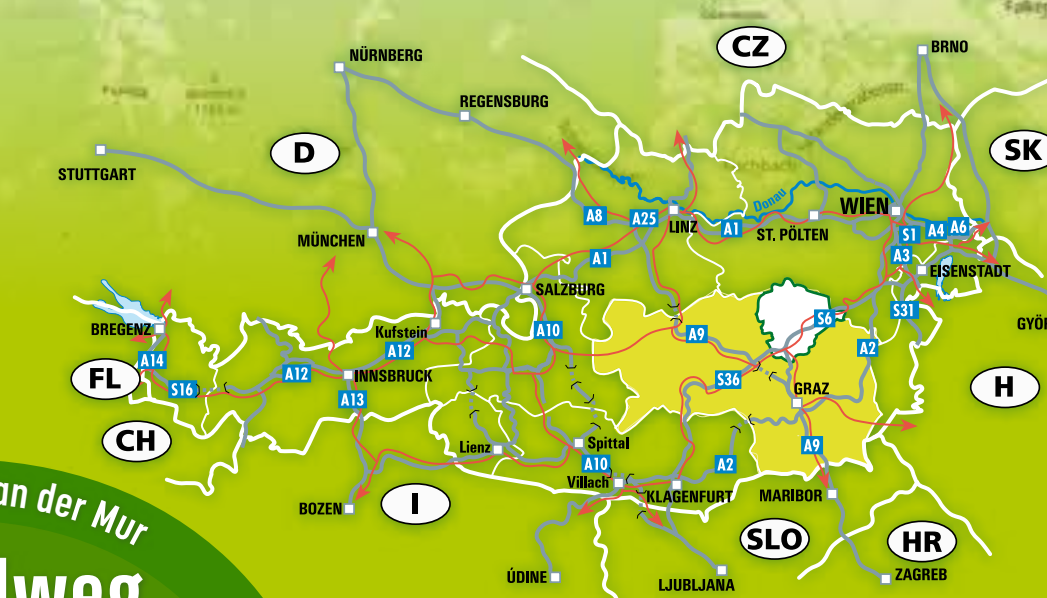 CZ
BRNO
NÜRNBERG
REGENSBURG
D
SK
STUTTGART
Donau
WIEN
A8
A25
LINZ
A1
ST. PÖLTEN
S1
A4
A6
MÜNCHEN
A1
A3
EISENSTADT
SALZBURG
S31
GYÖ
BREGENZ
Kufstein
A10
A9
S6
A12
A2
A14
FL
S16
A12
INNSBRUCK
S36
H
A13
GRAZ
CH
Lienz
Spittal
A9
A10
A2
Villach
KLAGENFURT
MARIBOR
BOZEN
I
an der Mur
SLO
HR
lweg
ÚDINE
LJUBLJANA
ZAGREB